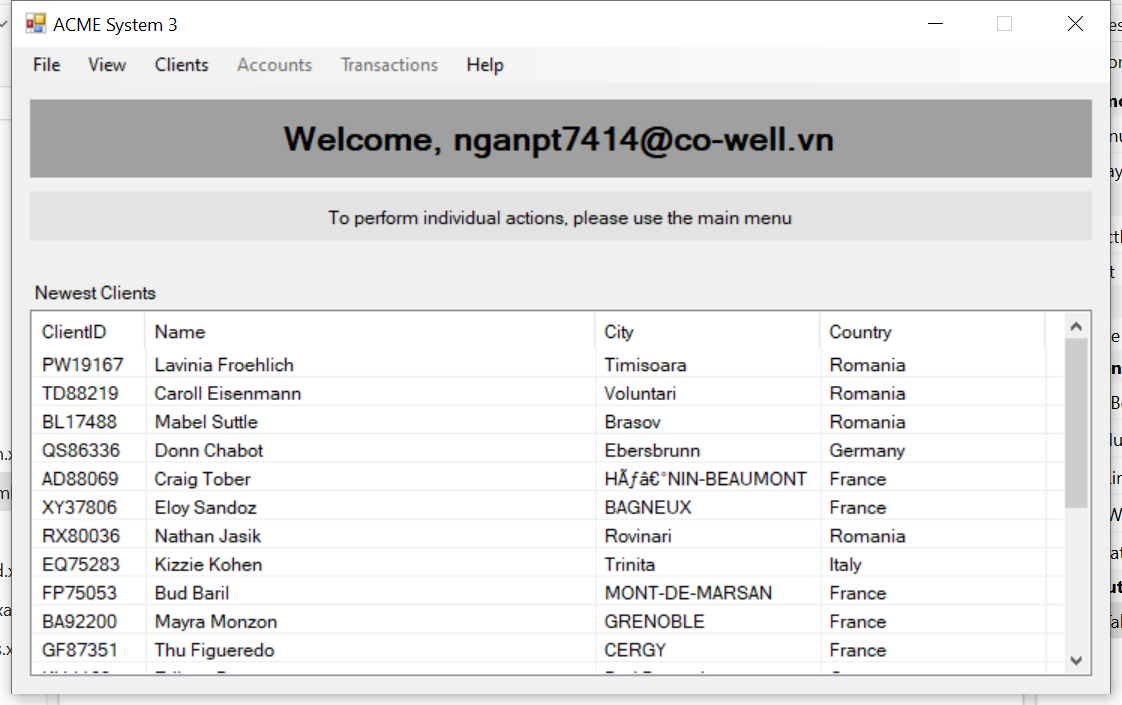 ACME System 3
File View Clients Accounts Transactions Help
Welcome, nganpt7414@co-well.vn
To perform individual actions, please use the main menu
Newest Clients
ClientID Name City Country
PW19167 Lavinia Froehlich Timisoara Romania
TD88219 Caroll Eisenmann Voluntari Romania
BL17488 Mabel Suttle Brasov Romania
QS86336 Donn Chabot Ebersbrunn Germany
AD88069 Craig Tober HÃƒâ€°NIN-BEAUMONT France
XY37806 Eloy Sandoz BAGNEUX France
RX80036 Nathan Jasik Rovinari Romania
EQ75283 Kizzie Kohen Trinita Italy
FP75053 Bud Baril MONT-DE-MARSAN France
BA92200 Mayra Monzon GRENOBLE France
GF87351 Thu Figueredo CERGY France